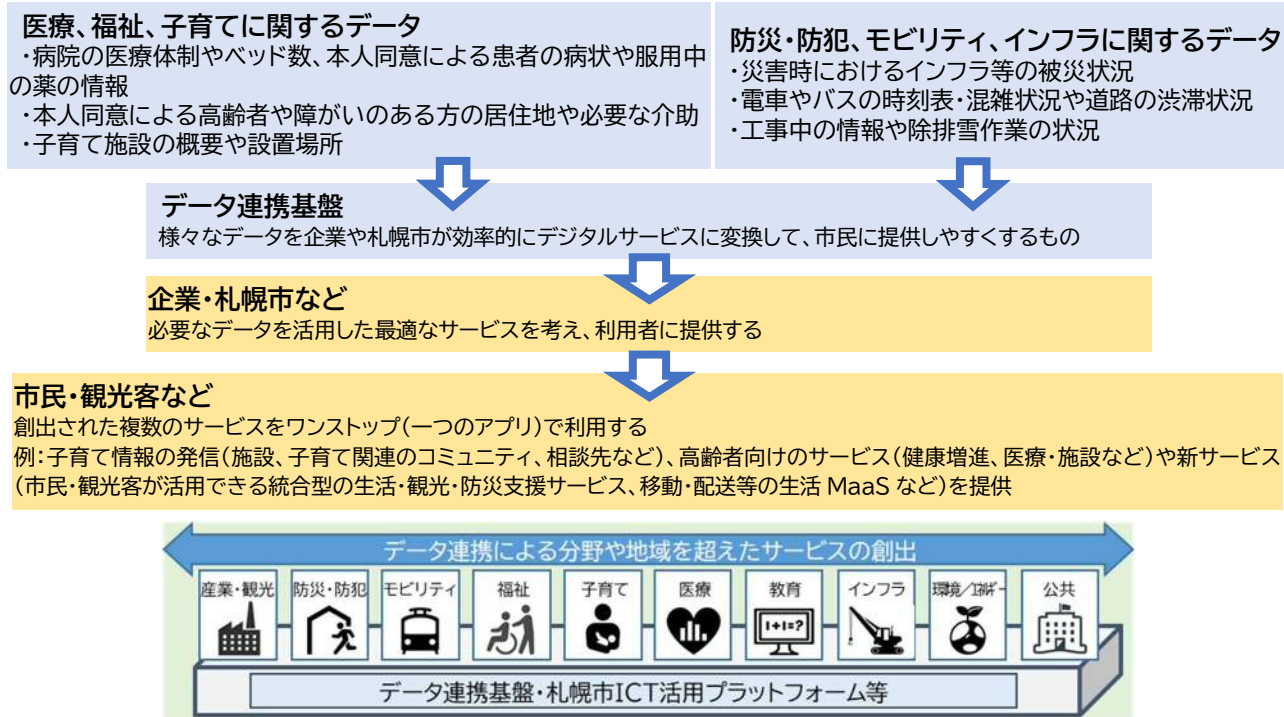 医療、福祉、子育てに関するデータ
・病院の医療体制やベッド数、本人同意による患者の病状や服用中
の薬の情報
・本人同意による高齢者や障がいのある方の居住地や必要な介助
・子育て施設の概要や設置場所
防災・防犯、モビリティ、インフラに関するデータ
・災害時におけるインフラ等の被災状況
・電車やバスの時刻表・混雑状況や道路の渋滞状況
・工事中の情報や除排雪作業の状況
データ連携基盤
様々なデータを企業や札幌市が効率的にデジタルサービスに変換して、市民に提供しやすくするもの
企業・札幌市など
必要なデータを活用した最適なサービスを考え、利用者に提供する
市民・観光客など
創出された複数のサービスをワンストップ(一つのアプリ)で利用する
例:子育て情報の発信(施設、子育て関連のコミュニティ、相談先など)、高齢者向けのサービス(健康増進、医療・施設など)や新サービス
(市民・観光客が活用できる統合型の生活・観光・防災支援サービス、移動・配送等の生活 MaaS など)を提供
データ連携による分野や地域を超えたサービスの創出
産業・観光 防災・防犯 モビリティ 福祉 子育て 医療 教育 インフラ 環境/エネルギー 公共
1+1=?
データ連携基盤・札幌市ICT活用プラットフォーム等